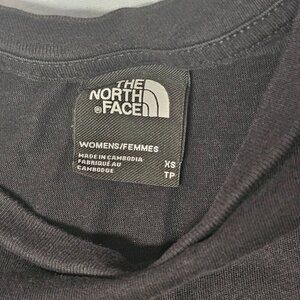 THE
NORTH
®FACE
WOMENS/FEMMES
MADE IN CAMBODIA
FABRIQUÉ AU
CAMBODGE
XS
TP